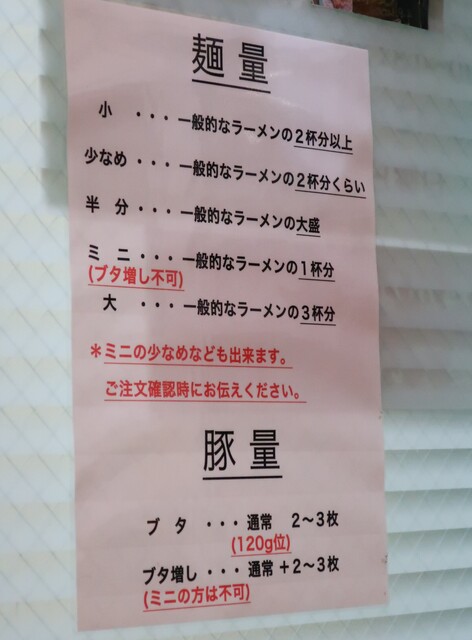 麺 量
小 ・・・一般的なラーメンの２杯分以上
少なめ ・・・一般的なラーメンの２杯分くらい
半 分 ・・・一般的なラーメンの大盛
ミ ニ ・・・一般的なラーメンの１杯分
(ブタ増し不可)
大 ・・・一般的なラーメンの３杯分
＊ミニの少なめなども出来ます。
ご注文確認時にお伝えください。
豚 量
ブ タ ・・・ 通常 ２〜３枚
(120g位)
ブタ増し ・・・ 通常 ＋２〜３枚
(ミニの方は不可)